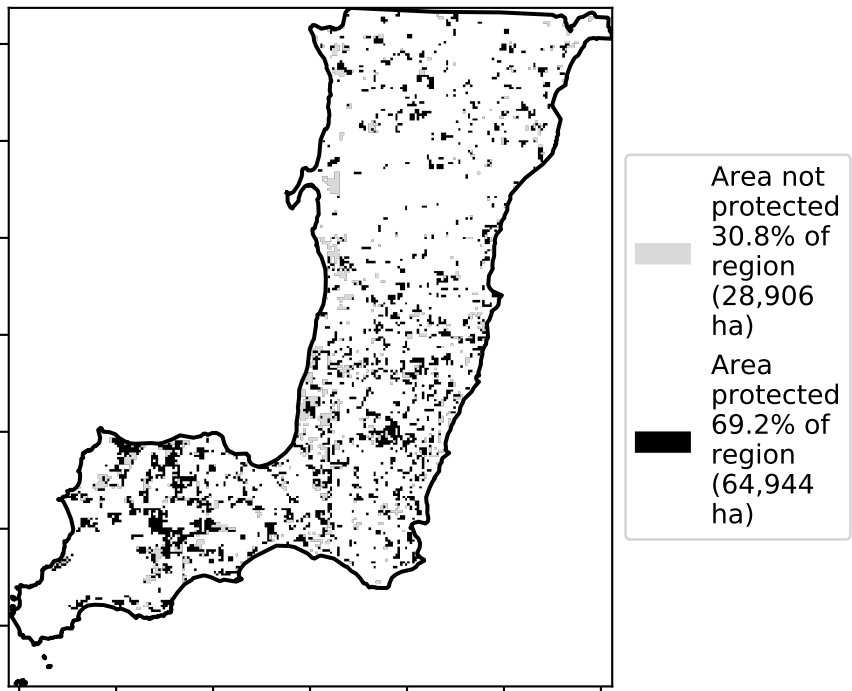 Area not
protected
30.8% of
region
(28,906
ha)
Area
protected
69.2% of
region
(64,944
ha)